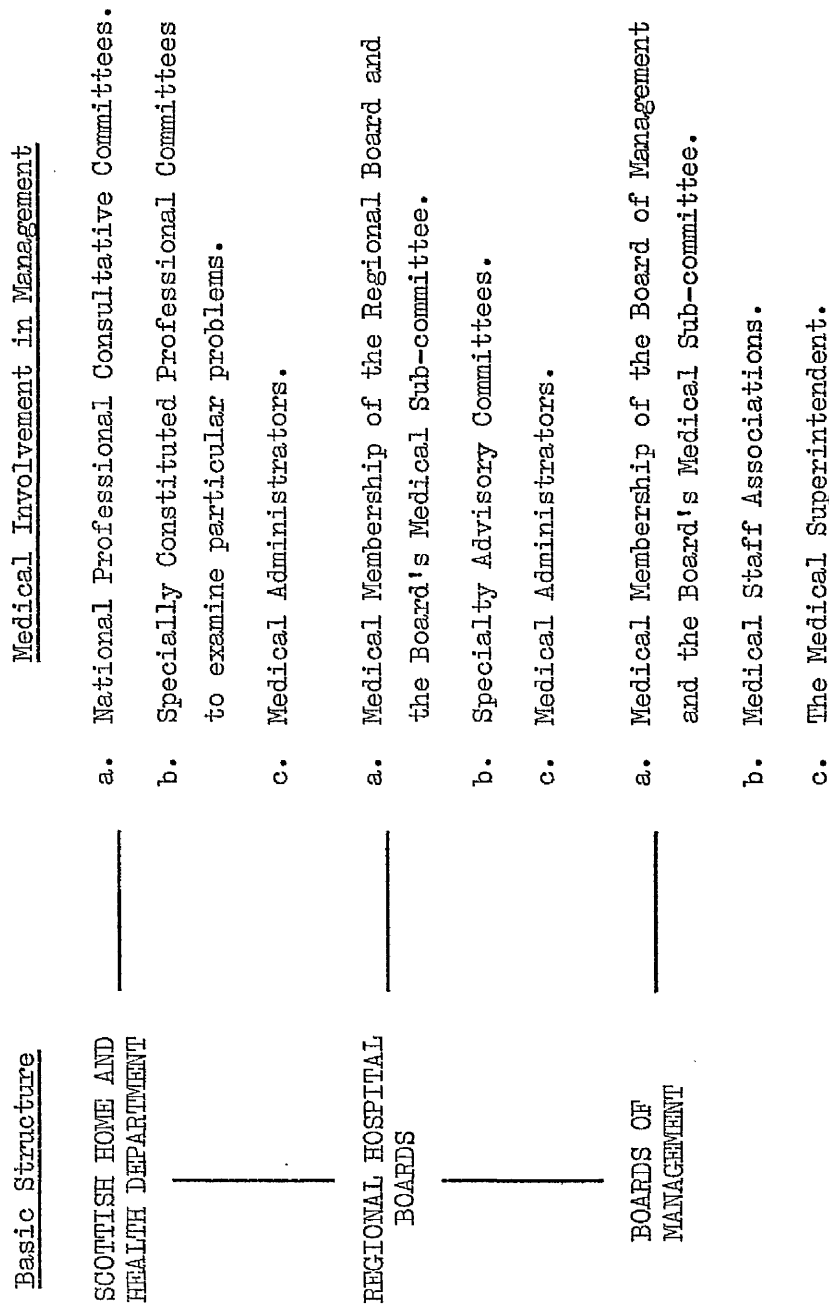 Basic Structure
Medical Involvement in Management
SCOTTISH HOME AND
HEALTH DEPARTMENT
a. National Professional Consultative Committees.
b. Specially Constituted Professional Committees
to examine particular problems.
c. Medical Administrators.
REGIONAL HOSPITAL
BOARDS
a. Medical Membership of the Regional Board and
the Board's Medical Sub-committee.
b. Specialty Advisory Committees.
c. Medical Administrators.
BOARDS OF
MANAGEMENT
a. Medical Membership of the Board of Management
and the Board's Medical Sub-committee.
b. Medical Staff Associations.
c. The Medical Superintendent.